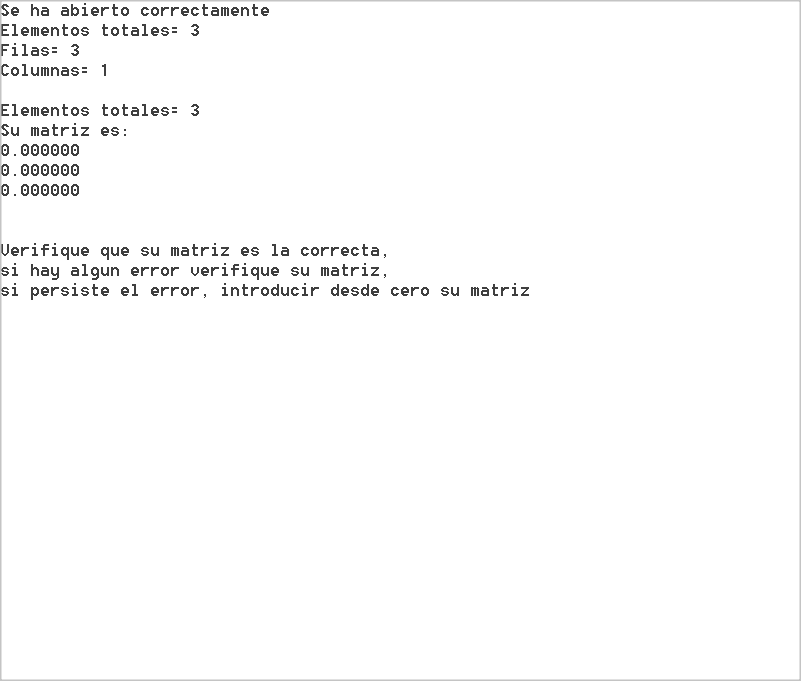 Se ha abierto correctamente
Elementos totales= 3
Filas= 3
Columnas= 1
Elementos totales= 3
Su matriz es:
0.000000
0.000000
0.000000
Verifique que su matriz es la correcta,
si hay algun error verifique su matriz,
si persiste el error, introducir desde cero su matriz